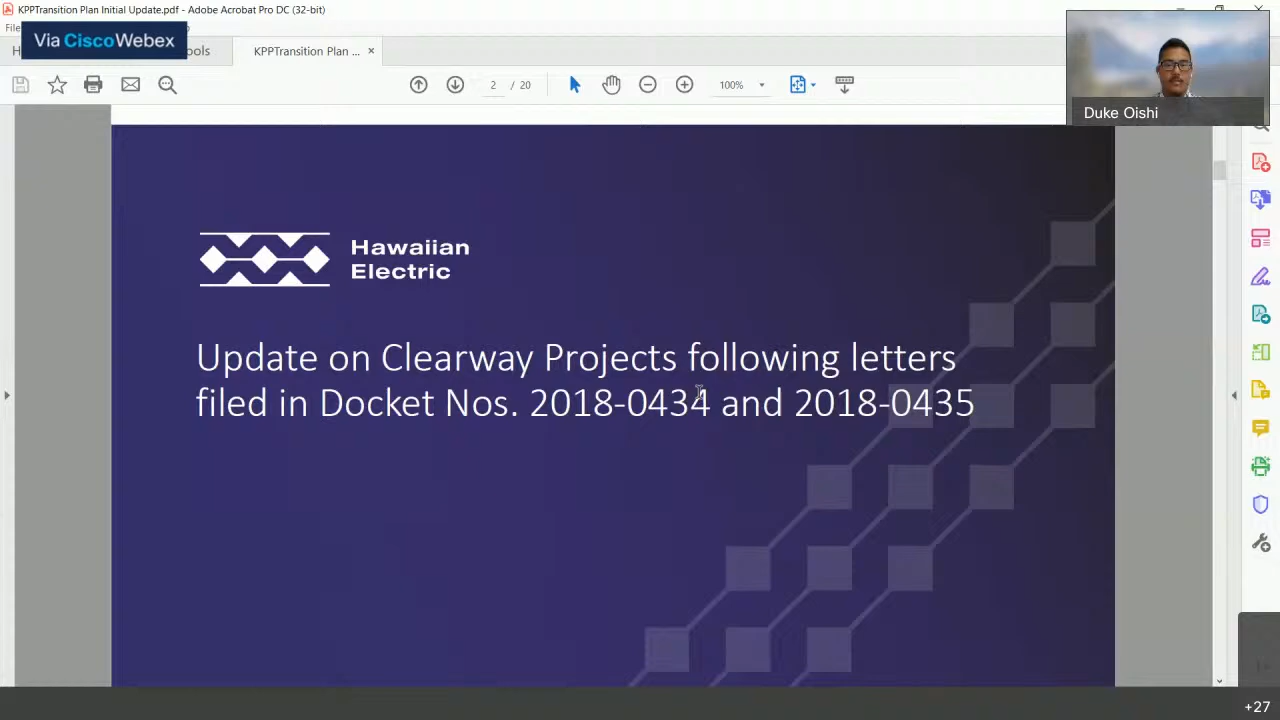 KPPTransition Plan Initial Update.pdf - Adobe Acrobat Pro DC (32-bit)
Via CiscoWebex
ools
KPPTransition Plan ... ×
2 / 20
100%
Duke Oishi
Hawaiian
Electric
Update on Clearway Projects following letters
filed in Docket Nos. 2018-0434 and 2018-0435
+27